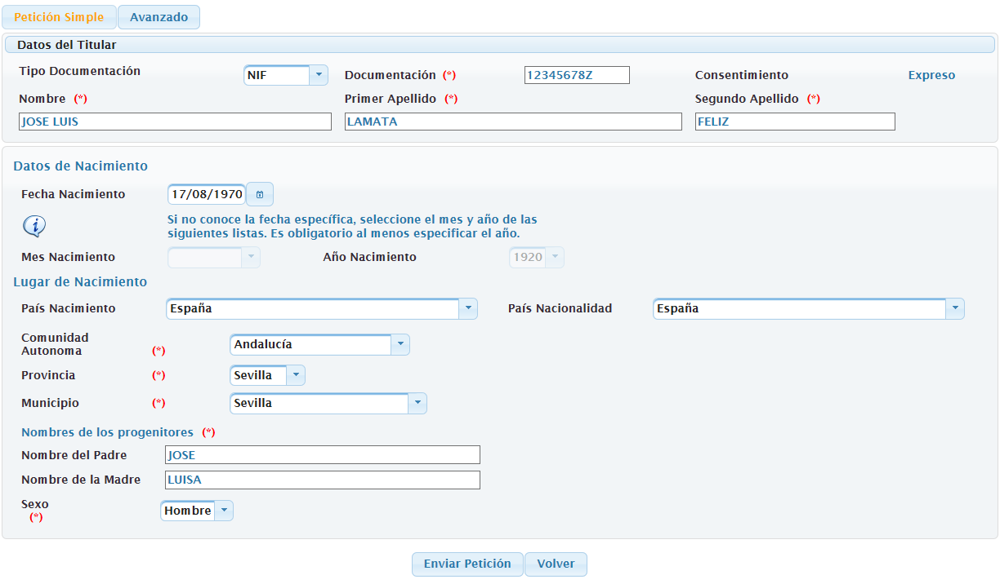 Petición Simple Avanzado
Datos del Titular
Tipo Documentación NIF Documentación (*) 12345678Z Consentimiento Expreso
Nombre (*) Primer Apellido (*) Segundo Apellido (*)
JOSE LUIS LAMATA FELIZ
Datos de Nacimiento
Fecha Nacimiento 17/08/1970
Si no conoce la fecha específica, seleccione el mes y año de las
siguientes listas. Es obligatorio al menos especificar el año.
Mes Nacimiento Año Nacimiento 1920
Lugar de Nacimiento
País Nacimiento España País Nacionalidad España
Comunidad
Autonoma (*) Andalucía
Provincia (*) Sevilla
Municipio (*) Sevilla
Nombres de los progenitores (*)
Nombre del Padre JOSE
Nombre de la Madre LUISA
Sexo
(*) Hombre
Enviar Petición Volver